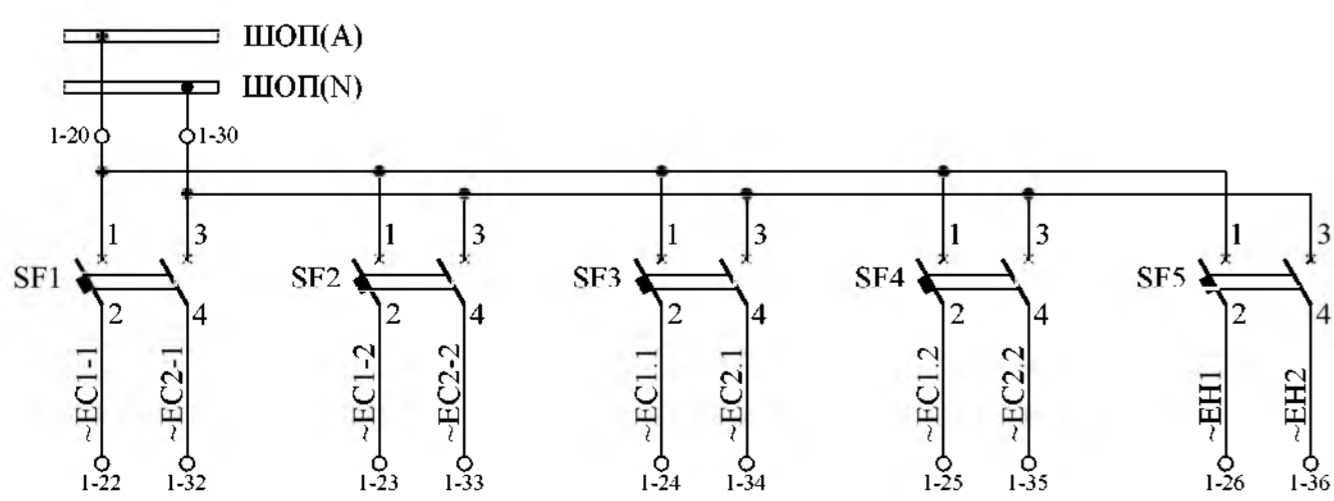 ШОП(А)
ШОП(N)
1-20 1-30
1 3 1 3 1 3 1 3 1 3
SF1 SF2 SF3 SF4 SF5
2 4 2 4 2 4 2 4 2 4
~EC1-1 ~EC2-1 ~EC1-2 ~EC2-2 ~EC1.1 ~EC2.1 ~EC1.2 ~EC2.2 ~EH1 ~EH2
1-22 1-32 1-23 1-33 1-24 1-34 1-25 1-35 1-26 1-36